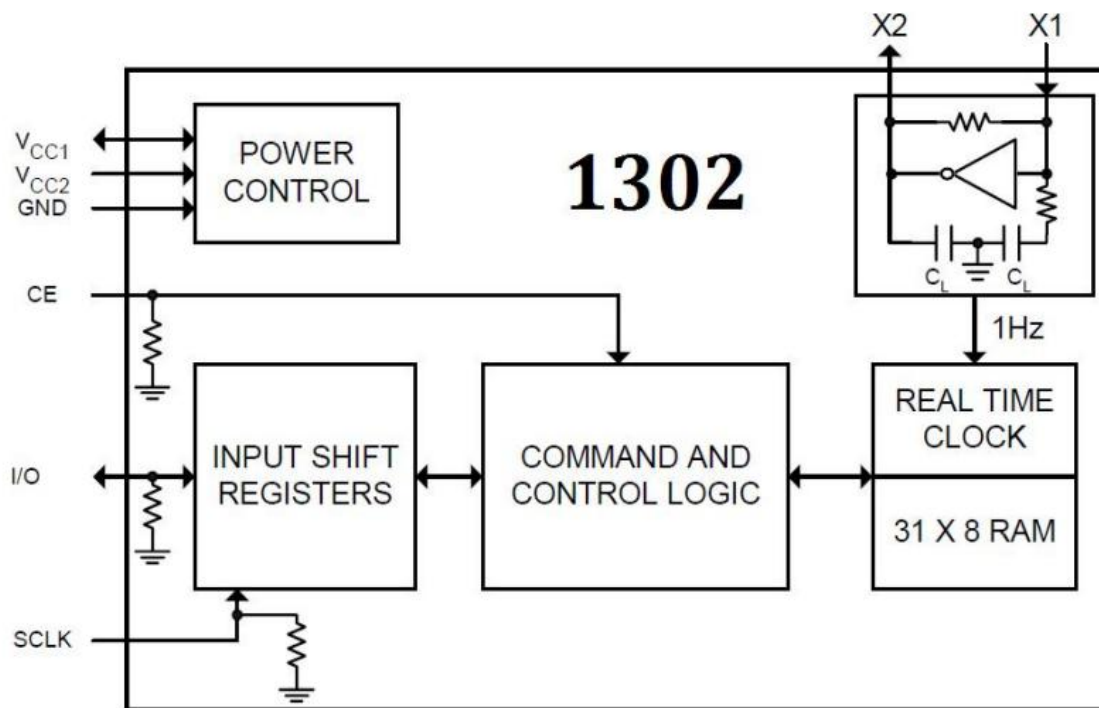 X2
X1
VCC1
VCC2
GND
POWER
CONTROL
1302
CL
CL
CE
1Hz
I/O
INPUT SHIFT
REGISTERS
COMMAND AND
CONTROL LOGIC
REAL TIME
CLOCK
31 X 8 RAM
SCLK